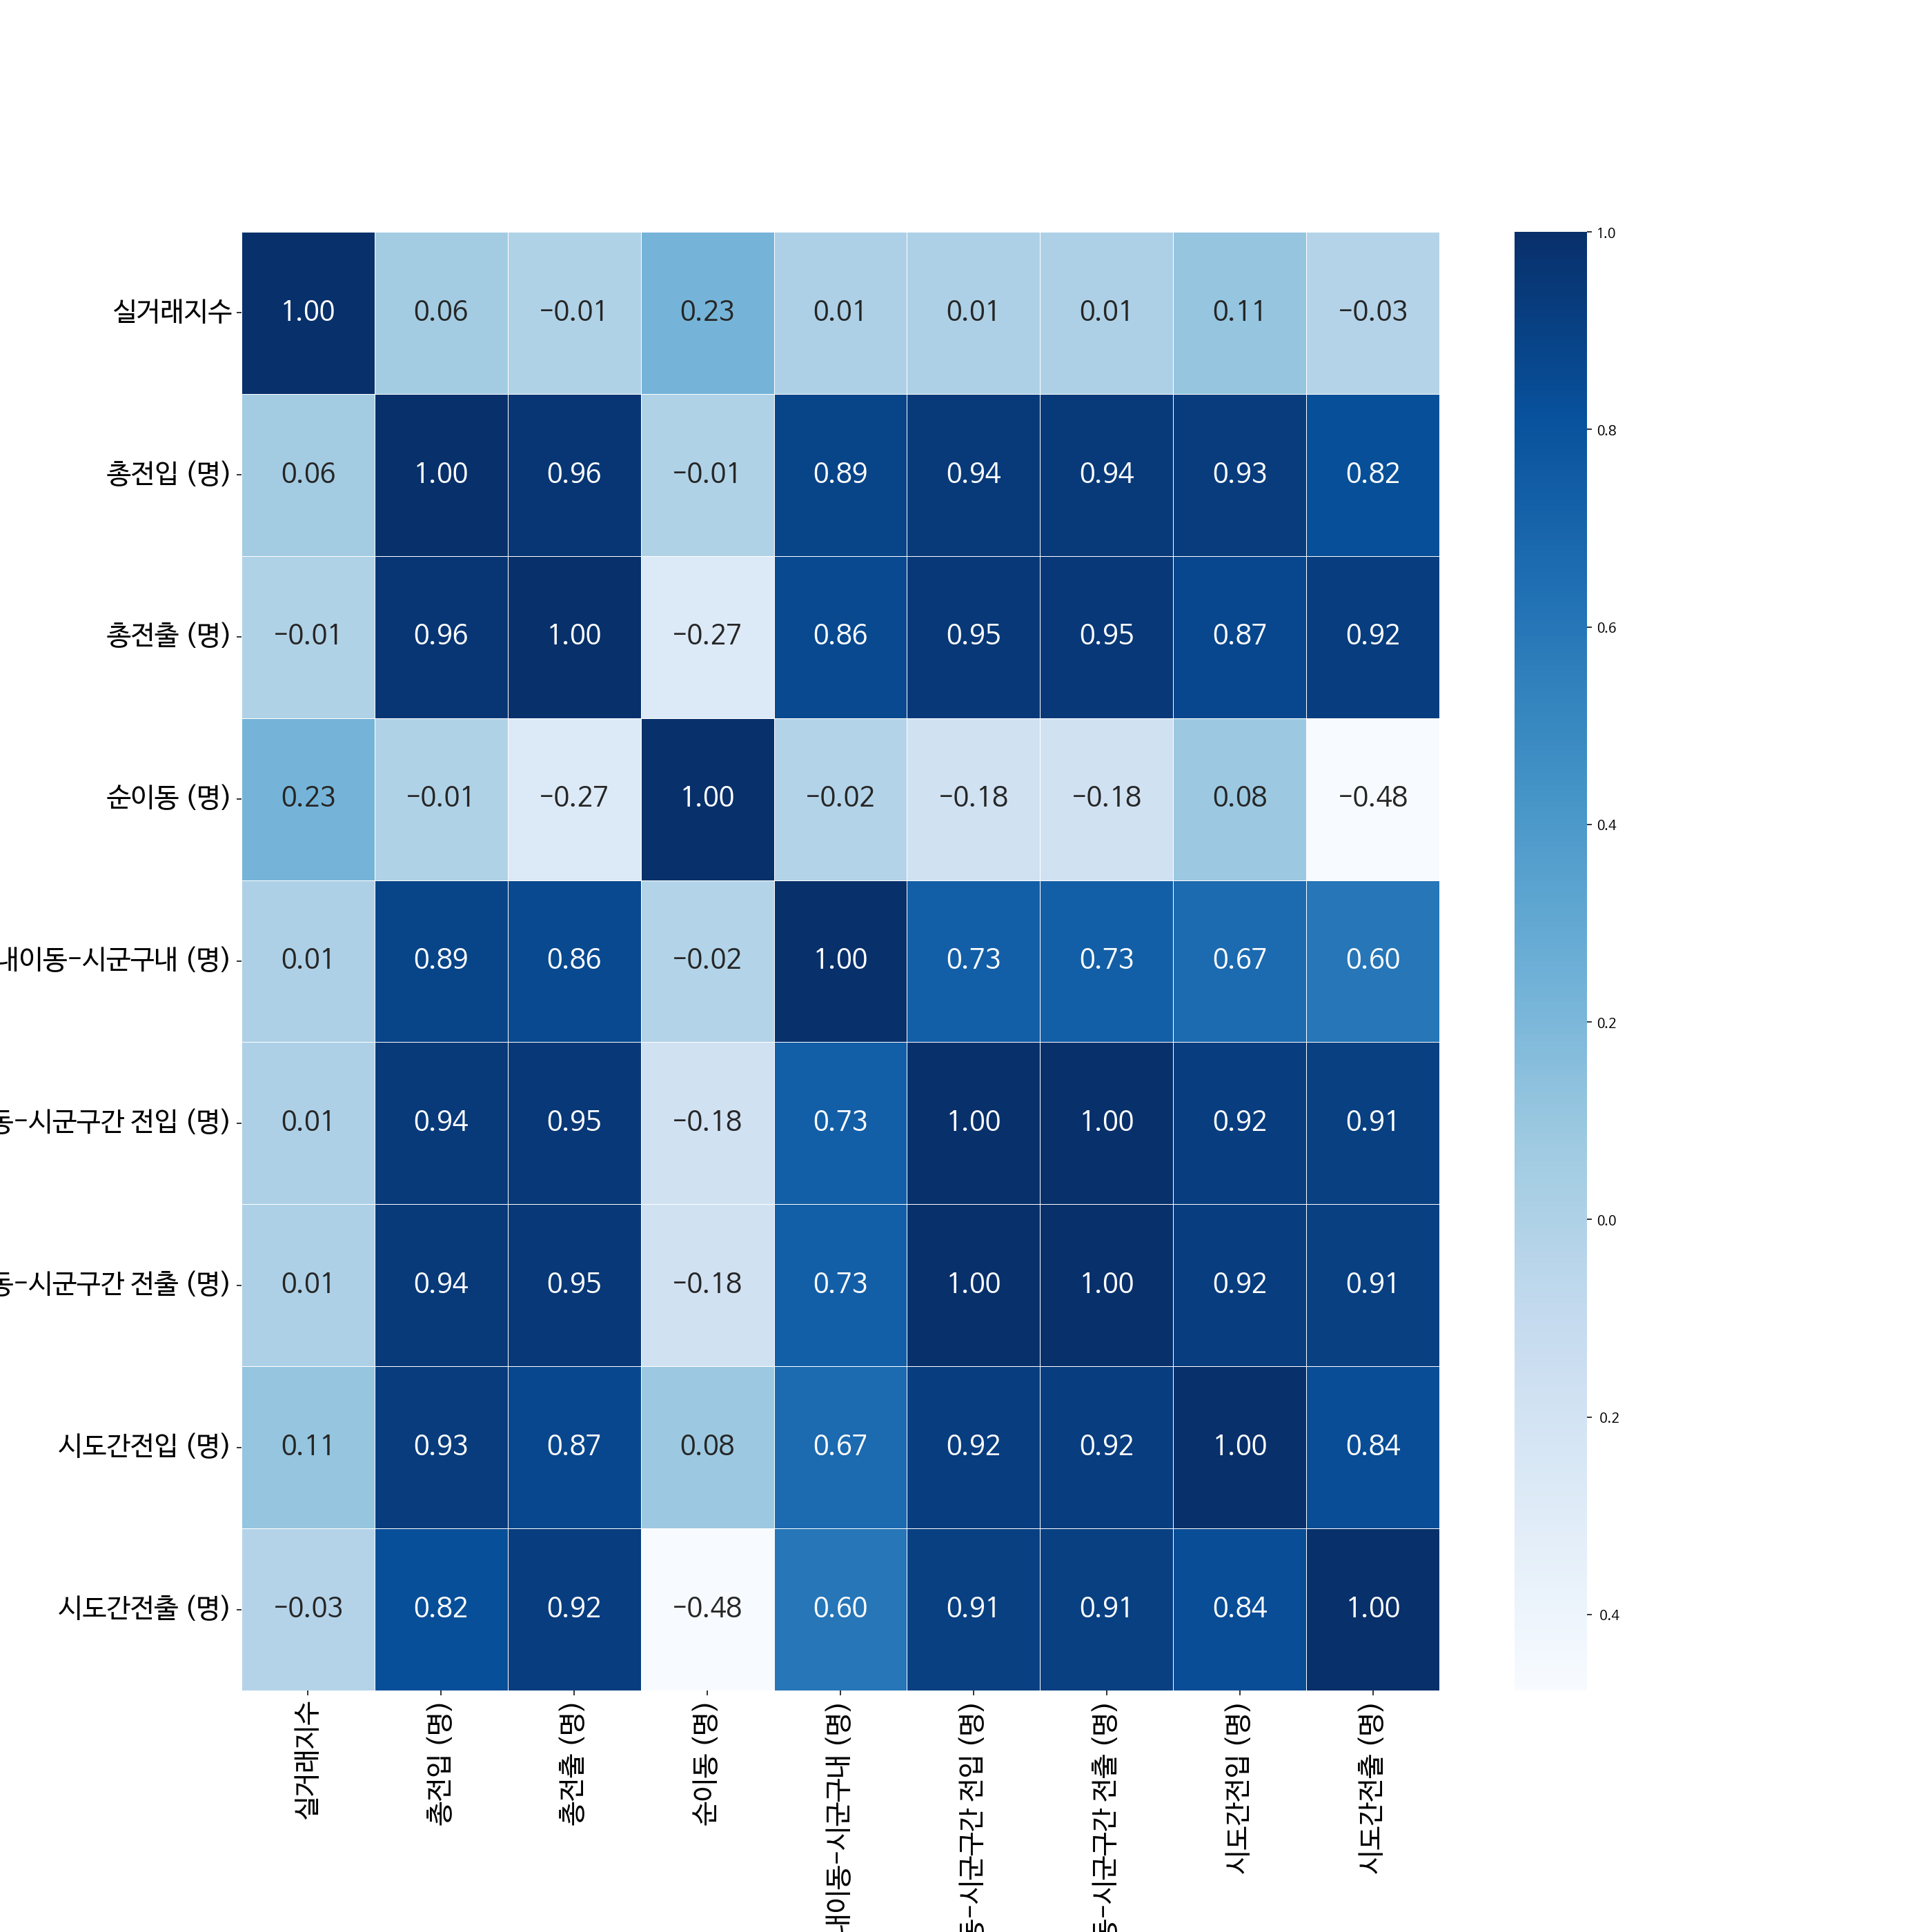 실거래지수 1.00 0.06 −0.01 0.23 0.01 0.01 0.01 0.11 −0.03
총전입 (명) 0.06 1.00 0.96 −0.01 0.89 0.94 0.94 0.93 0.82
총전출 (명) −0.01 0.96 1.00 −0.27 0.86 0.95 0.95 0.87 0.92
순이동 (명) 0.23 −0.01 −0.27 1.00 −0.02 −0.18 −0.18 0.08 −0.48
내이동-시군구내 (명) 0.01 0.89 0.86 −0.02 1.00 0.73 0.73 0.67 0.60
동-시군구간 전입 (명) 0.01 0.94 0.95 −0.18 0.73 1.00 1.00 0.92 0.91
동-시군구간 전출 (명) 0.01 0.94 0.95 −0.18 0.73 1.00 1.00 0.92 0.91
시도간전입 (명) 0.11 0.93 0.87 0.08 0.67 0.92 0.92 1.00 0.84
시도간전출 (명) −0.03 0.82 0.92 −0.48 0.60 0.91 0.91 0.84 1.00
실거래지수
총전입 (명)
총전출 (명)
순이동 (명)
내이동-시군구내 (명)
동-시군구간 전입 (명)
동-시군구간 전출 (명)
시도간전입 (명)
시도간전출 (명)
1.0
0.8
0.6
0.4
0.2
0.0
0.2
0.4